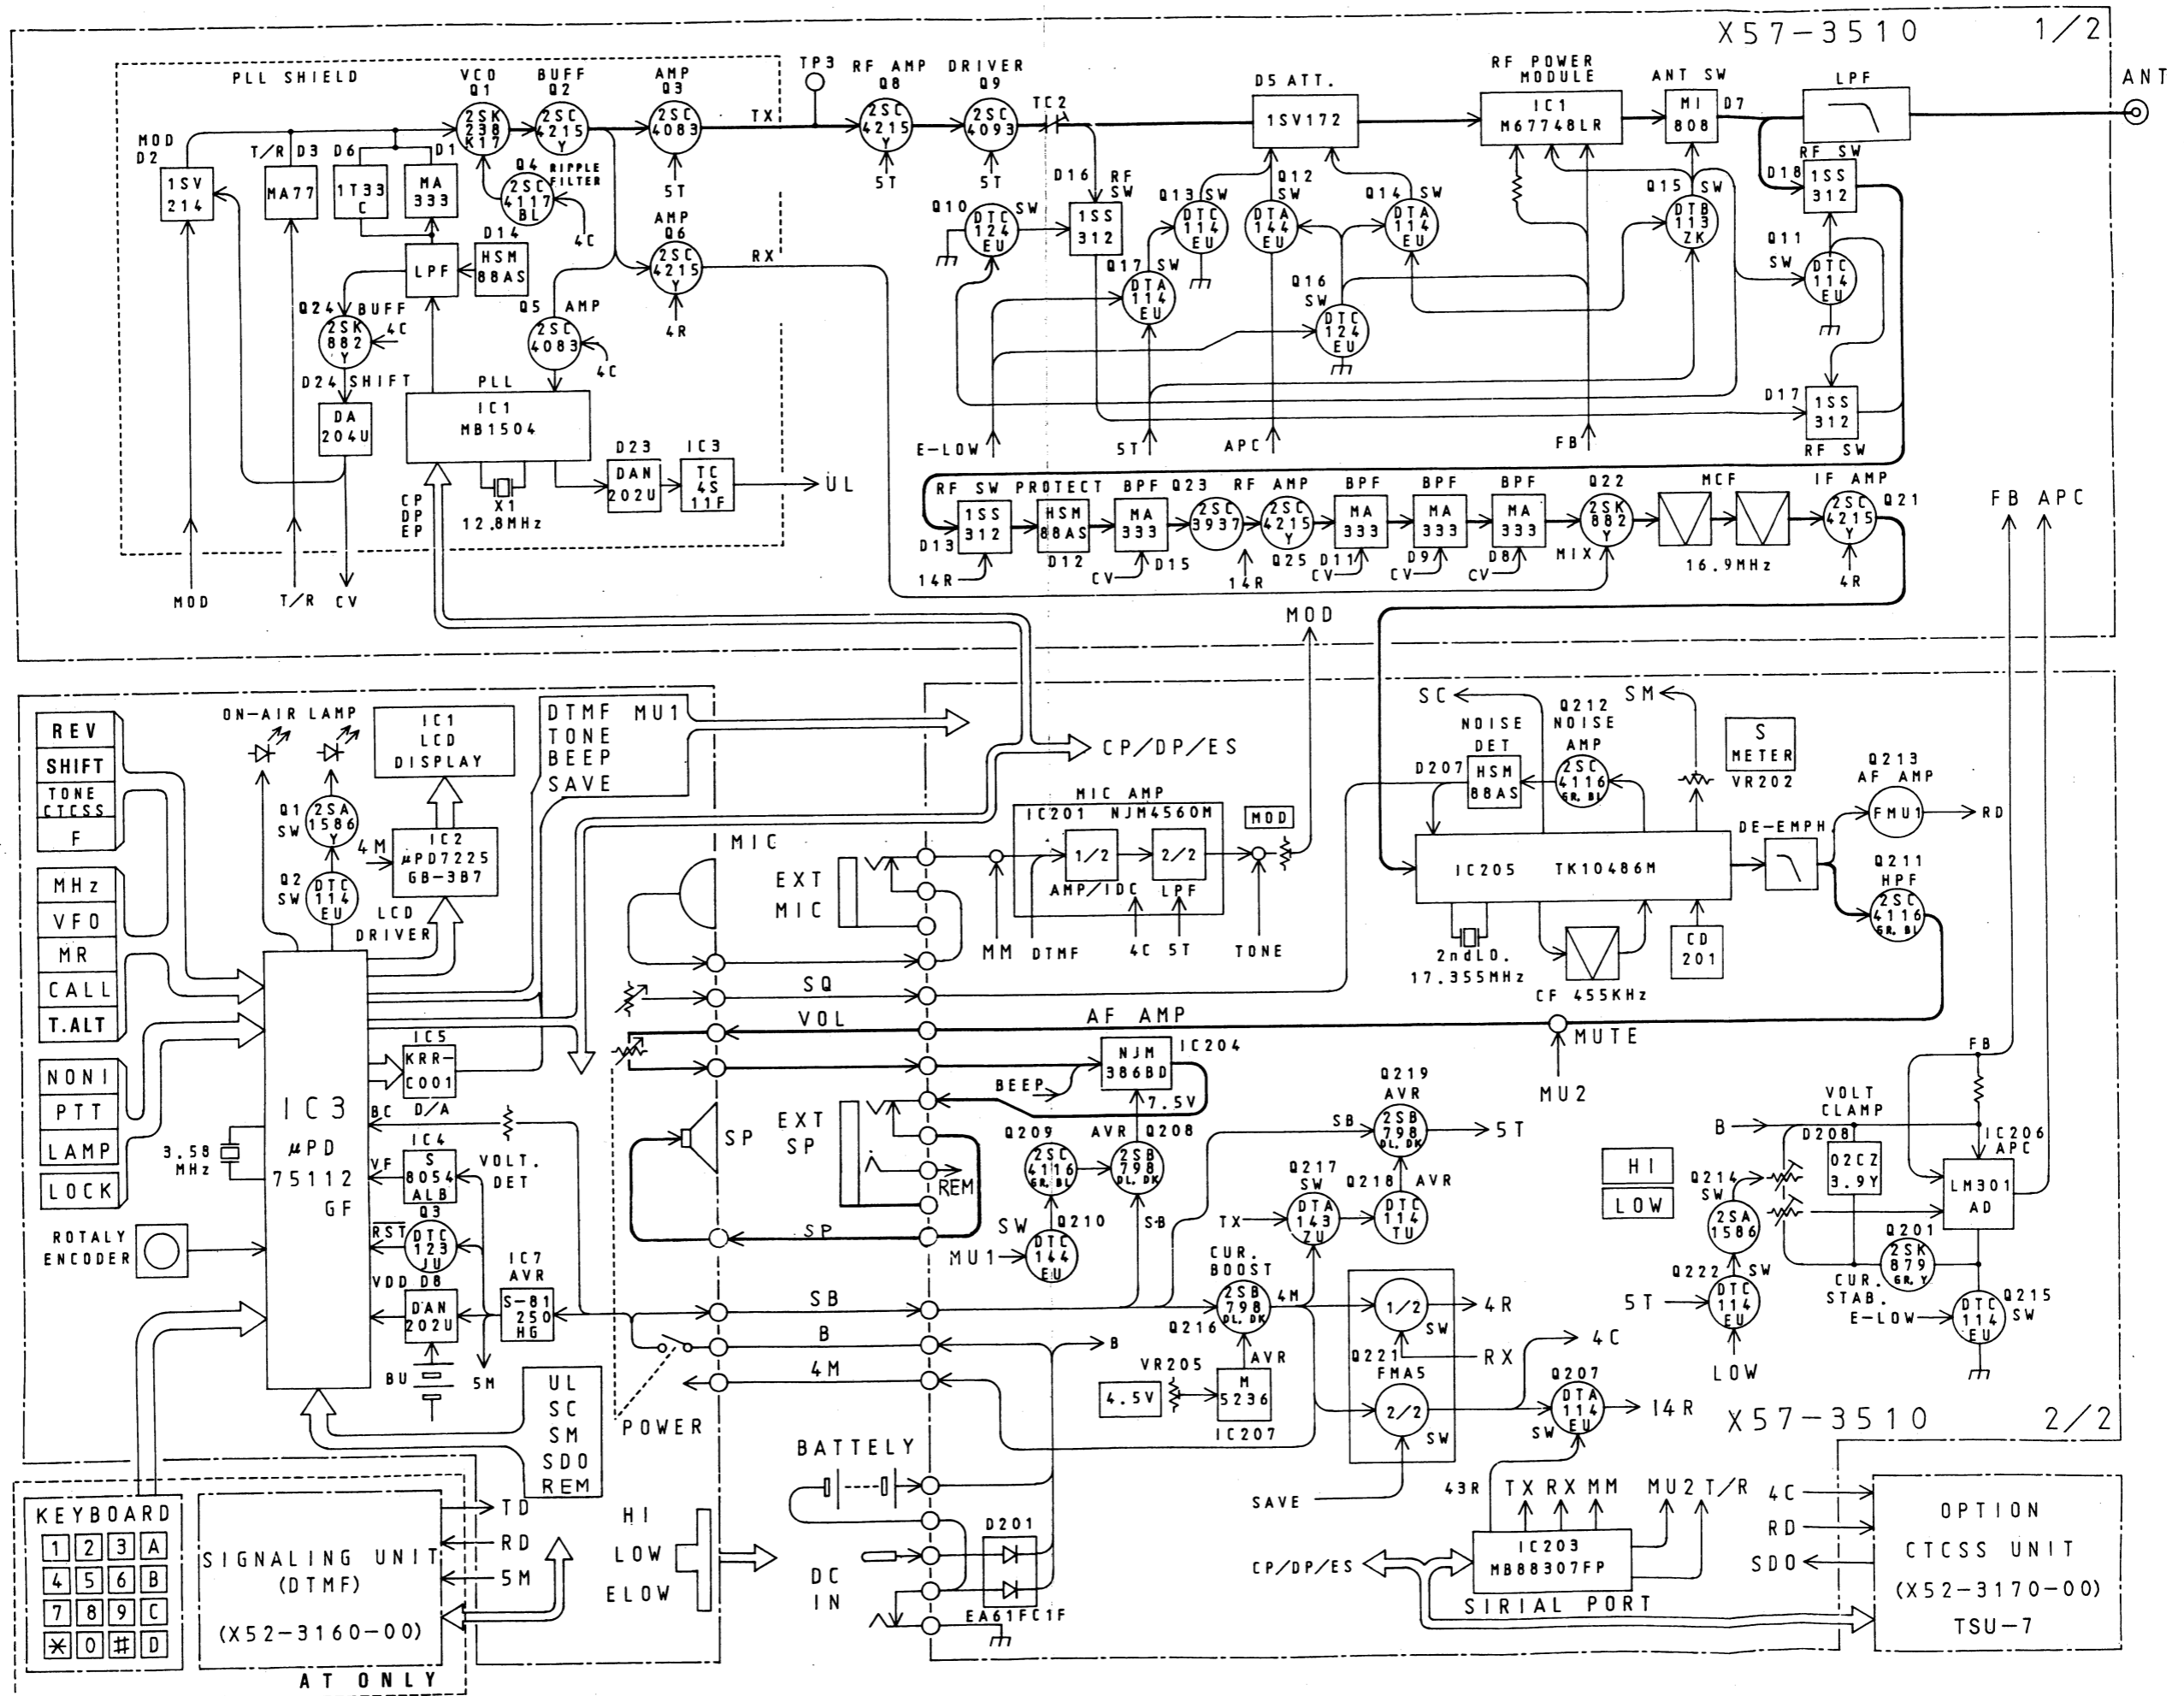 X57-3510 1/2
PLL SHIELD
VCO
Q1
2SK
238
K17
BUFF
Q2
2SC
4215
Y
AMP
Q3
2SC
4083
5T
TX
TP3
RF AMP
Q8
2SC
4215
Y
5T
DRIVER
Q9
2SC
4093
5T
TC2
D5 ATT.
1SV172
RF POWER
MODULE
IC1
M67748LR
ANT SW
MI
808
D7
LPF
ANT
MOD
D2
1SV
214
T/R D3
MA77
D6
1T33
C
D1
MA
333
Q4
RIPPLE
FILTER
2SC
4117
BL
4C
D14
HSM
88AS
LPF
AMP
Q6
2SC
4215
Y
4R
RX
Q24 BUFF
2SK
882
Y
4C
Q5 AMP
2SC
4083
4C
D24 SHIFT
DA
204U
PLL
IC1
MB1504
X1
12.8MHz
CP
DP
EP
D23
DAN
202U
IC3
TC
4S
11F
UL
MOD
T/R
CV
Q10
DTC
124
EU
SW
D16
RF
SW
1SS
312
Q13 SW
DTC
114
EU
Q12
SW
DTA
144
EU
Q14 SW
DTA
114
EU
Q17 SW
DTA
114
EU
Q16
SW
DTC
124
EU
Q15 SW
DTB
113
ZK
RF SW
D18
1SS
312
Q11
SW
DTC
114
EU
D17
1SS
312
RF SW
E-LOW
5T
APC
FB
RF SW
1SS
312
D13
14R
PROTECT
HSM
88AS
D12
BPF
MA
333
D15
CV
Q23
2SC
3937
14R
RF AMP
2SC
4215
Y
Q25
BPF
MA
333
D11
CV
BPF
MA
333
D9
CV
BPF
MA
333
D8
CV
Q22
2SK
882
Y
MIX
MCF
16.9MHz
IF AMP
2SC
4215
Y
Q21
4R
FB APC
MOD
REV
SHIFT
TONE
CTCSS
F
MHz
VFO
MR
CALL
T.ALT
NONI
PTT
LAMP
LOCK
ROTALY
ENCODER
ON-AIR LAMP
Q1
SW
2SA
1586
Y
Q2
SW
DTC
114
EU
IC1
LCD
DISPLAY
4M
IC2
μPD7225
GB-3B7
LCD
DRIVER
DTMF MU1
TONE
BEEP
SAVE
IC3
μPD
75112
GF
3.58
MHz
IC5
KRR-
C001
D/A
BC
IC4
S
8054
ALB
VF
VOLT.
DET
Q3
DTC
123
JU
RST
VDD D8
DAN
202U
IC7
AVR
S-81
250
HG
BU
5M
UL
SC
SM
SDO
REM
POWER
CP/DP/ES
MIC
EXT
MIC
MIC AMP
IC201 NJM4560M
1/2
2/2
AMP/IDC LPF
MM
DTMF
4C
5T
TONE
MOD
SQ
VOL
AF AMP
NJM
386BD
IC204
BEEP
7.5V
SP
EXT
SP
REM
SP
Q209
2SC
4116
GR,BL
AVR Q208
2SB
798
DL,DK
SW Q210
MU1
DTC
144
EU
SB
SB
B
4M
SC
SM
NOISE
DET
D207
HSM
88AS
Q212
NOISE
AMP
2SC
4116
GR,BL
S
METER
VR202
Q213
AF AMP
FMU1
RD
DE-EMPH.
IC205 TK10486M
Q211
HPF
2SC
4116
GR,BL
2ndLO.
17.355MHz
CF 455KHz
CD
201
MUTE
MU2
Q219
AVR
SB
2SB
798
DL,DK
5T
Q217
SW
TX
DTA
143
ZU
Q218 AVR
DTC
114
TU
CUR.
BOOST
2SB
798
DL,DK
Q216
4M
1/2
SW
4R
RX
Q221
FMA5
2/2
SW
4C
B
VR205
4.5V
AVR
M
5236
IC207
Q207
DTA
114
EU
SW
14R
SAVE
43R
TX RX MM
MU2 T/R
IC203
MB88307FP
SIRIAL PORT
CP/DP/ES
HI
LOW
FB
B
VOLT
CLAMP
D208
02CZ
3.9Y
IC206
APC
LM301
AD
Q214
SW
2SA
1586
Q201
2SK
879
GR,Y
CUR.
STAB.
Q222 SW
5T
DTC
114
EU
LOW
E-LOW
Q215
SW
DTC
114
EU
X57-3510 2/2
BATTELY
DC
IN
D201
EA61FC1F
HI
LOW
ELOW
KEYBOARD
1 2 3 A
4 5 6 B
7 8 9 C
* 0 # D
SIGNALING UNIT
(DTMF)
(X52-3160-00)
TD
RD
5M
AT ONLY
4C
RD
SDO
OPTION
CTCSS UNIT
(X52-3170-00)
TSU-7